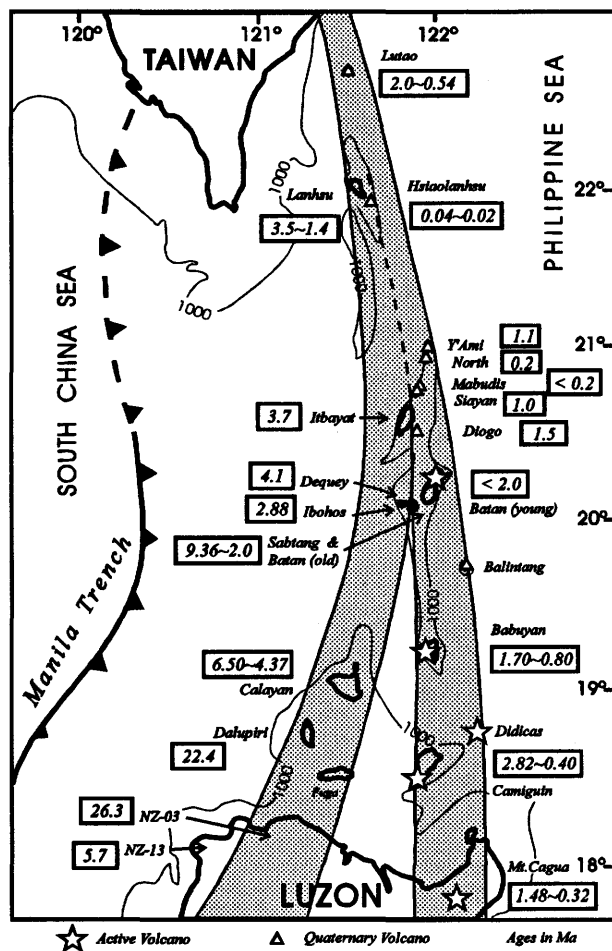 120°
121°
122°
TAIWAN
Lutao
2.0~0.54
PHILIPPINE SEA
1000
Lanhsu
3.5~1.4
Hsiaolanhsu
0.04~0.02
22°
1000
1000
SOUTH CHINA SEA
21°
Y'Ami
1.1
North
0.2
Mabudis
< 0.2
Siayan
1.0
Diogo
1.5
3.7
Itbayat
4.1
Dequey
2.88
Ibohos
< 2.0
Batan (young)
20°
9.36~2.0
Sabtang &
Batan (old)
Balintang
1000
Manila Trench
Babuyan
1.70~0.80
6.50~4.37
Calayan
19°
1000
Dalupiri
22.4
Didicas
2.82~0.40
Camiguin
1000
26.3
NZ-03
5.7
NZ-13
18°
Mt.Cagua
1.48~0.32
LUZON
Active Volcano
Quaternary Volcano
Ages in Ma